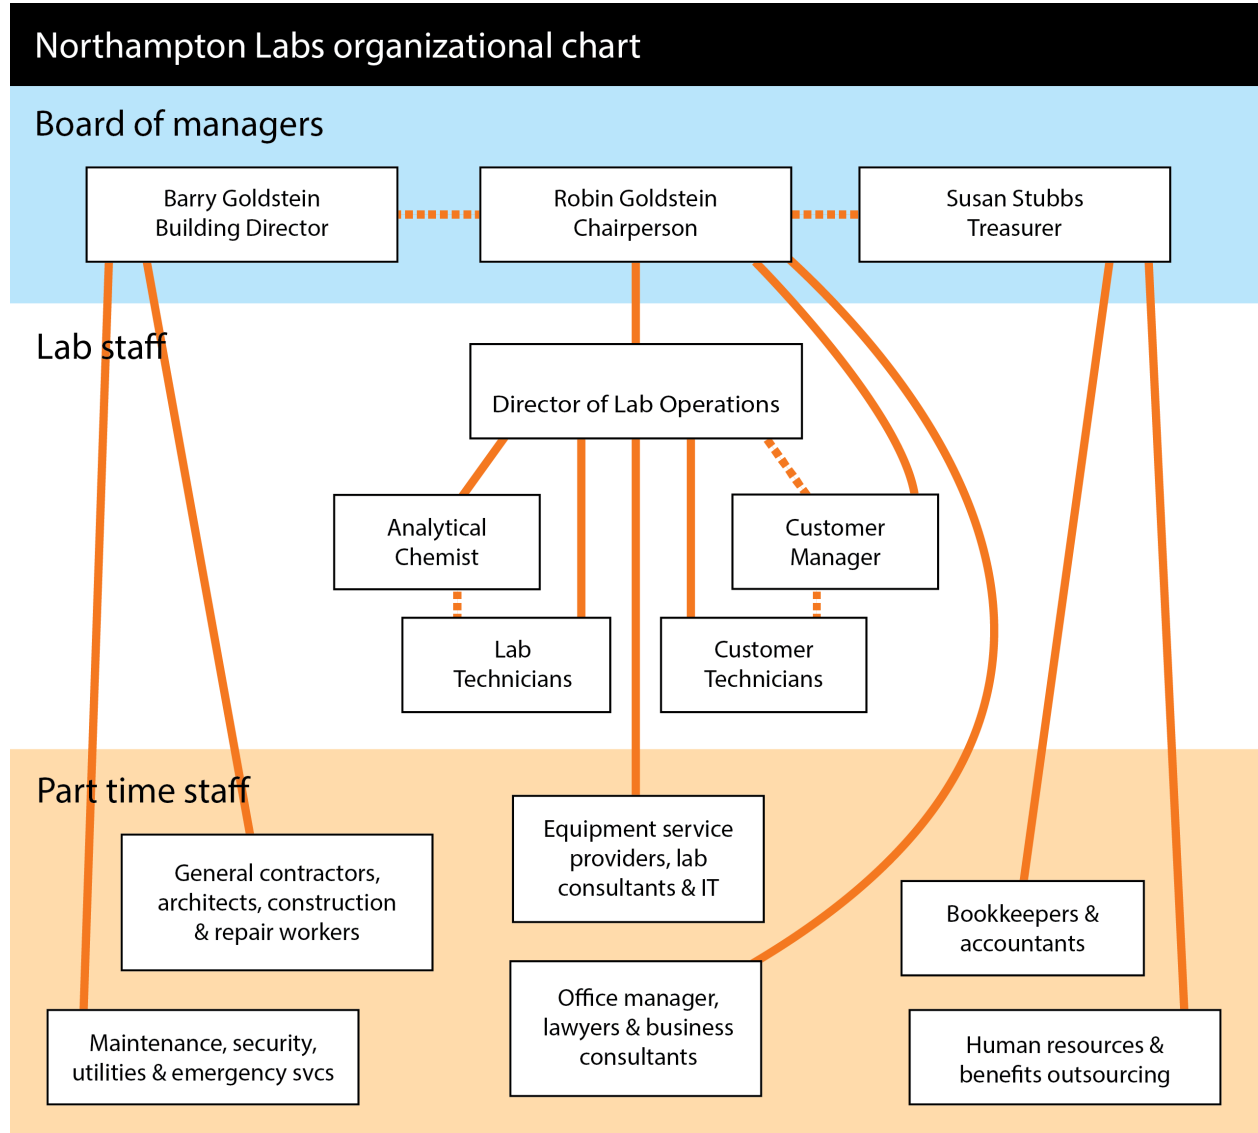 Northampton Labs organizational chart
Board of managers
Barry Goldstein
Building Director
Robin Goldstein
Chairperson
Susan Stubbs
Treasurer
Lab staff
Director of Lab Operations
Analytical
Chemist
Customer
Manager
Lab
Technicians
Customer
Technicians
Part time staff
General contractors,
architects, construction
& repair workers
Equipment service
providers, lab
consultants & IT
Bookkeepers &
accountants
Maintenance, security,
utilities & emergency svcs
Office manager,
lawyers & business
consultants
Human resources &
benefits outsourcing